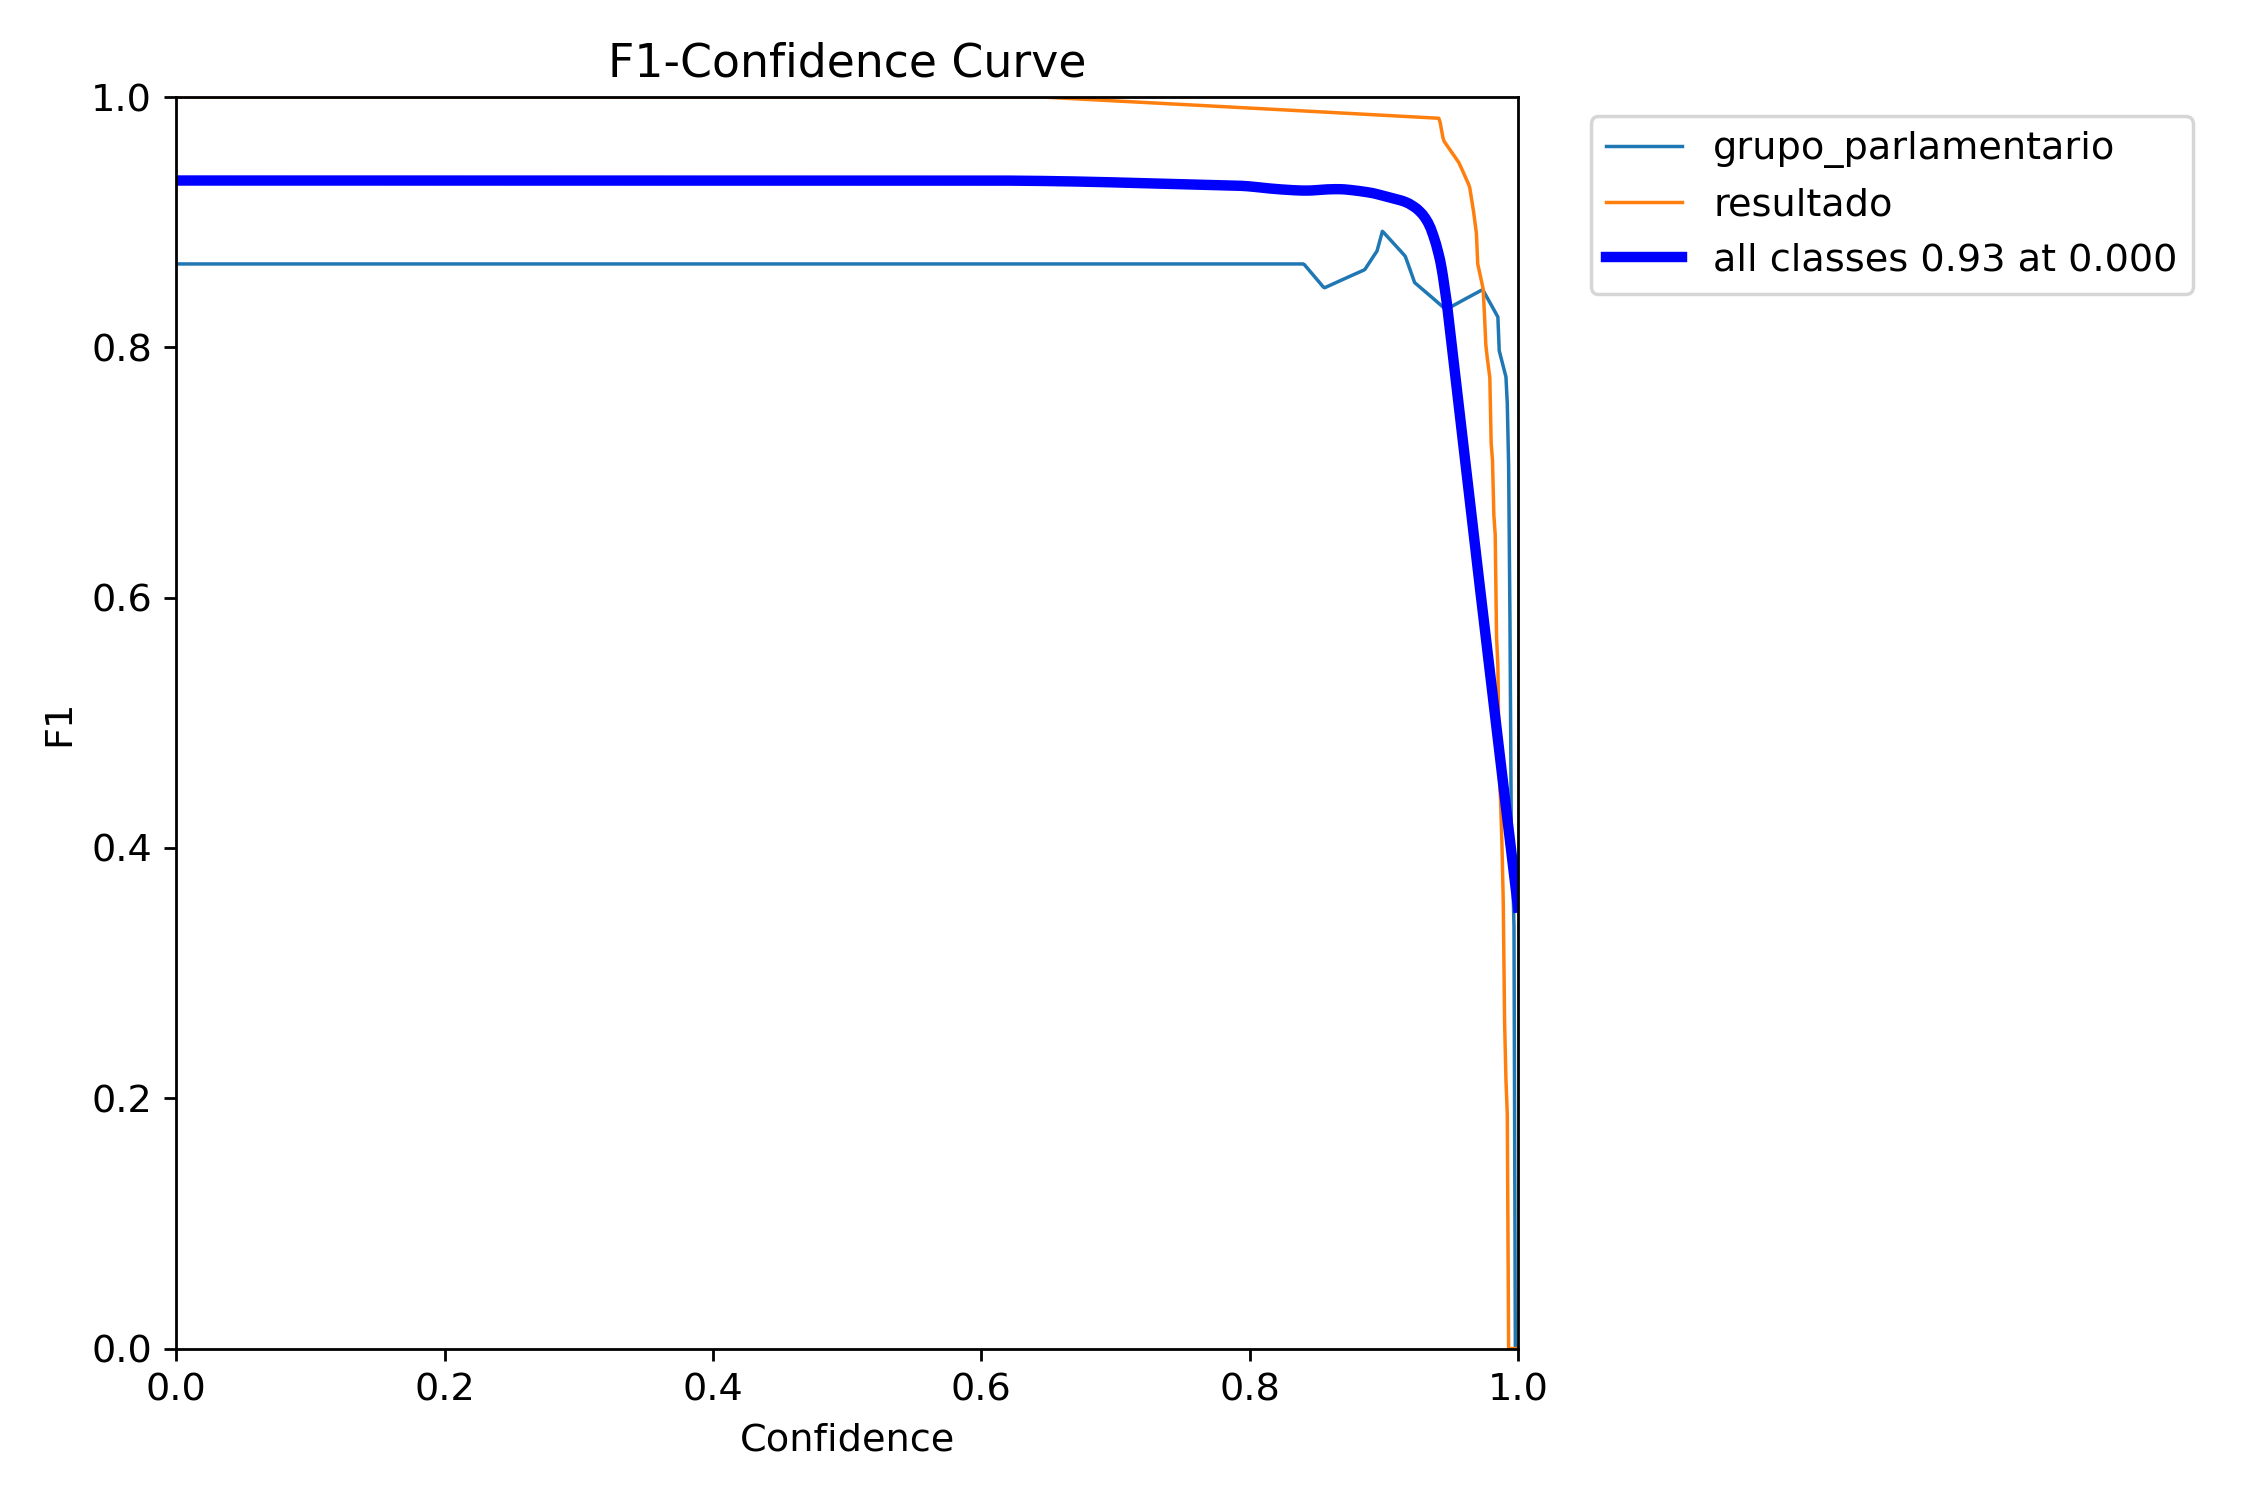 F1-Confidence Curve
grupo_parlamentario
resultado
all classes 0.93 at 0.000
F1
1.0
0.8
0.6
0.4
0.2
0.0
0.0 0.2 0.4 0.6 0.8 1.0
Confidence